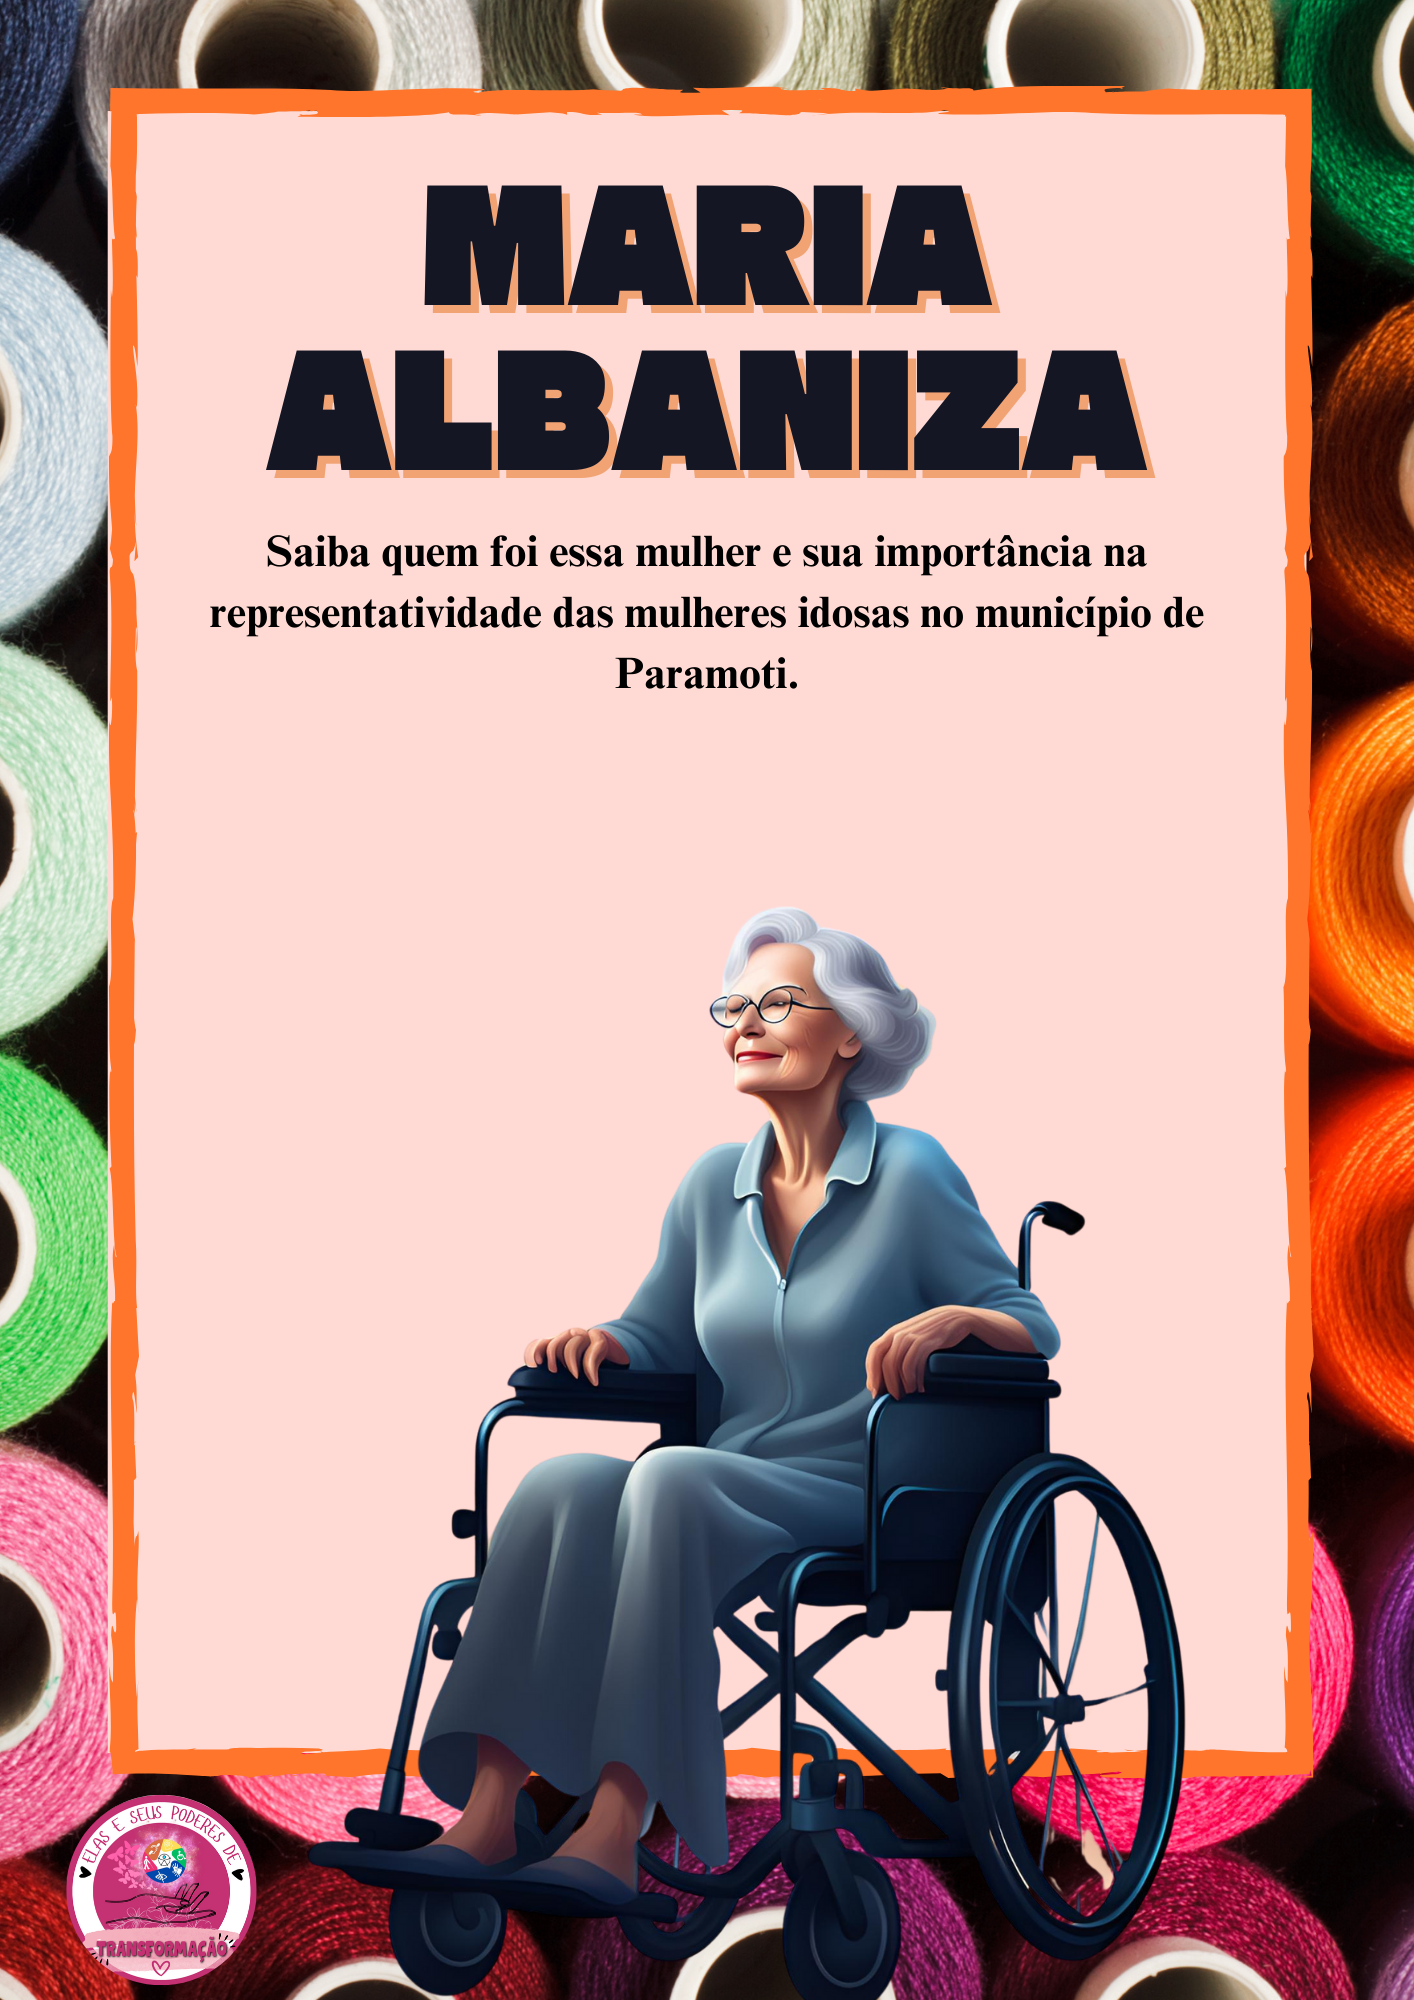 MARIA
ALBANIZA
Saiba quem foi essa mulher e sua importância na
representatividade das mulheres idosas no município de
Paramoti.
ELAS E SEUS PODERES DE
TRANSFORMAÇÃO